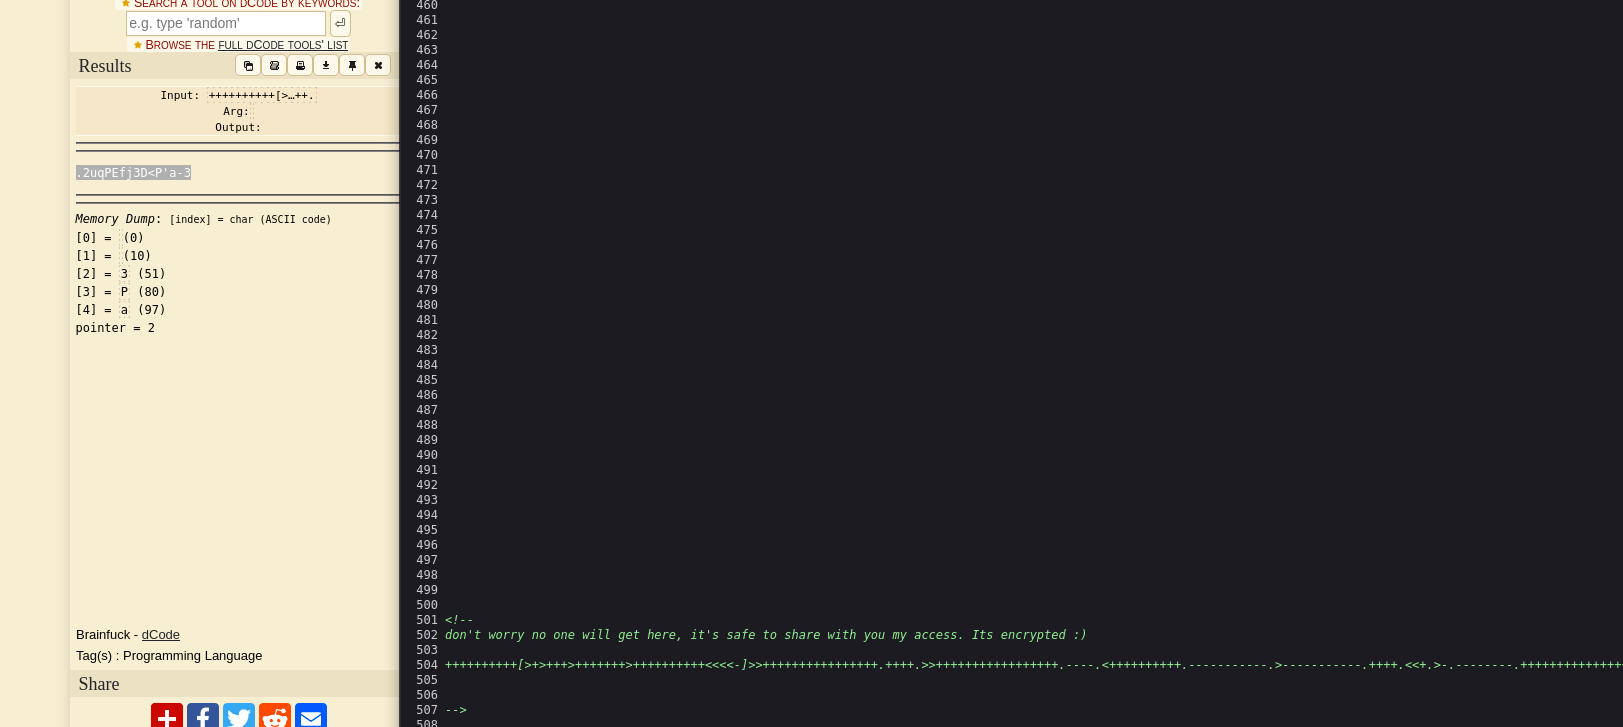 ★ SEARCH A TOOL ON DCODE BY KEYWORDS:
e.g. type 'random'
★ BROWSE THE FULL DCODE TOOLS' LIST
Results
Input: ++++++++++[>…++.
Arg:
Output:
.2uqPEfj3D<P'a-3
Memory Dump: [index] = char (ASCII code)
[0] = (0)
[1] = (10)
[2] = 3 (51)
[3] = P (80)
[4] = a (97)
pointer = 2
Brainfuck - dCode
Tag(s) : Programming Language
Share
460
461
462
463
464
465
466
467
468
469
470
471
472
473
474
475
476
477
478
479
480
481
482
483
484
485
486
487
488
489
490
491
492
493
494
495
496
497
498
499
500
501 <!--
502 don't worry no one will get here, it's safe to share with you my access. Its encrypted :)
503
504 ++++++++++[>+>+++>+++++++>++++++++++<<<<-]>>++++++++++++++++.++++.>>+++++++++++++++++.----.<++++++++++.-----------.>-----------.++++.<<+.>-.--------.++++++++++++++
505
506
507 -->
508